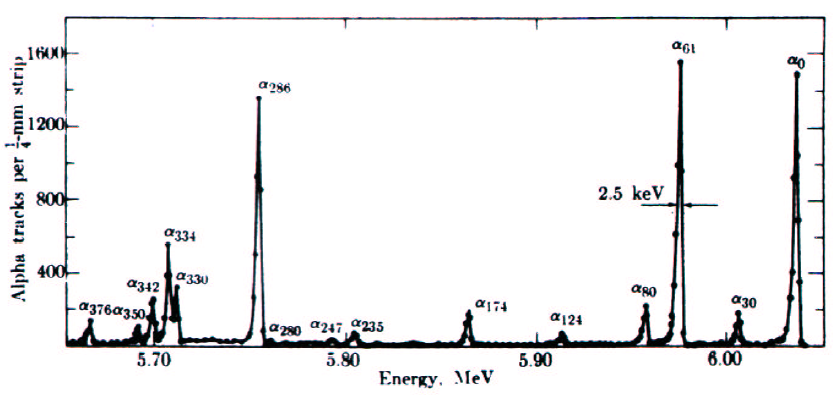 Alpha tracks per 1/4-mm strip
1600
1200
800
400
α376
α350
α342
α334
α330
α286
α280
α247
α235
α174
α124
α80
α61
α30
α0
2.5 keV
5.70
5.80
5.90
6.00
Energy, MeV